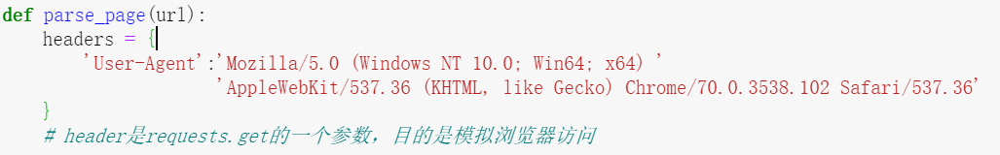 def parse_page(url):
headers = {
'User-Agent':'Mozilla/5.0 (Windows NT 10.0; Win64; x64) '
'AppleWebKit/537.36 (KHTML, like Gecko) Chrome/70.0.3538.102 Safari/537.36'
}
# header是requests.get的一个参数，目的是模拟浏览器访问